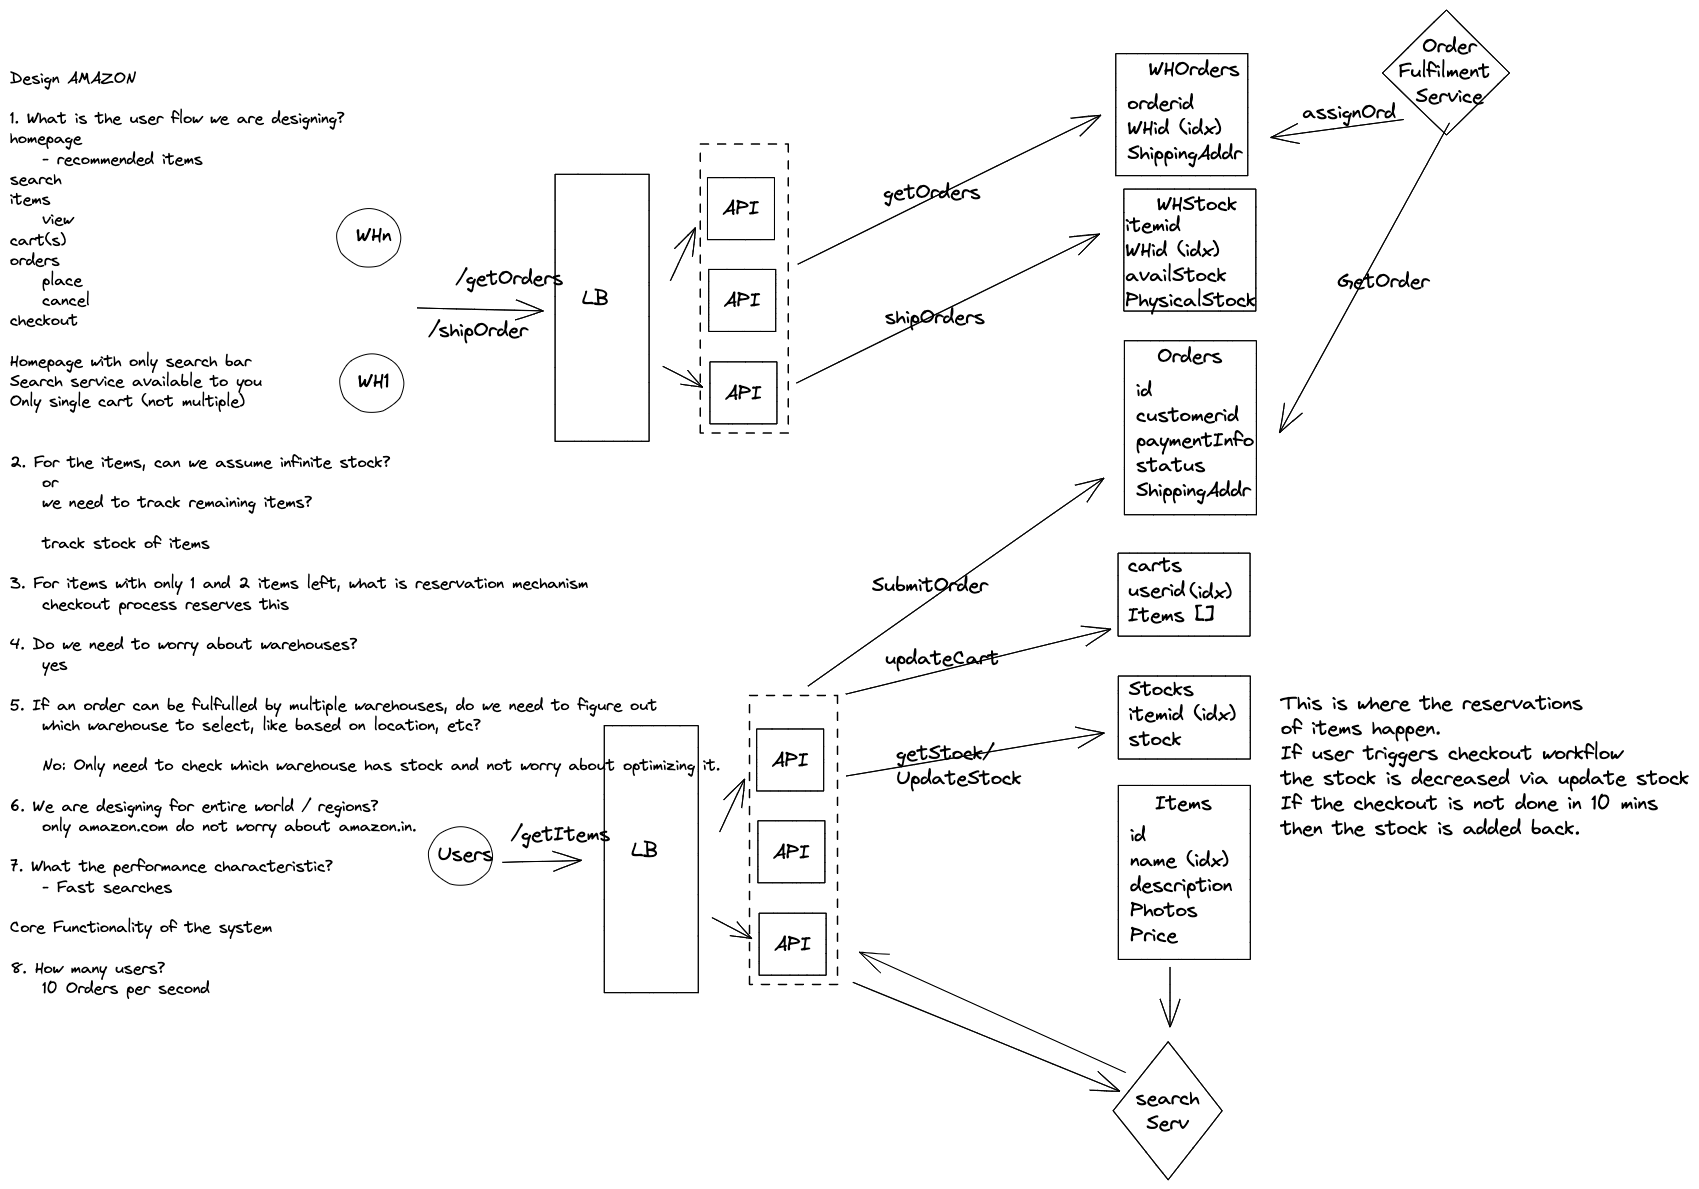 Design AMAZON
1. What is the user flow we are designing?
homepage
- recommended items
search
items
view
cart(s)
orders
place
cancel
checkout
Homepage with only search bar
Search service available to you
Only single cart (not multiple)
2. For the items, can we assume infinite stock?
or
we need to track remaining items?
track stock of items
3. For items with only 1 and 2 items left, what is reservation mechanism
checkout process reserves this
4. Do we need to worry about warehouses?
yes
5. If an order can be fulfulled by multiple warehouses, do we need to figure out
which warehouse to select, like based on location, etc?
No: Only need to check which warehouse has stock and not worry about optimizing it.
6. We are designing for entire world / regions?
only amazon.com do not worry about amazon.in.
7. What the performance characteristic?
- Fast searches
Core Functionality of the system
8. How many users?
10 Orders per second
WHn
WH1
/getOrders
/shipOrder
LB
API
API
API
getOrders
shipOrders
WHOrders
orderid
WHid (idx)
ShippingAddr
WHStock
itemid
WHid (idx)
availStock
PhysicalStock
Order
Fulfilment
Service
assignOrd
GetOrder
Orders
id
customerid
paymentInfo
status
ShippingAddr
SubmitOrder
updateCart
getStock/
UpdateStock
carts
userid (idx)
Items []
Stocks
itemid (idx)
stock
This is where the reservations
of items happen.
If user triggers checkout workflow
the stock is decreased via update stock
If the checkout is not done in 10 mins
then the stock is added back.
Users
/getItems
LB
API
API
API
Items
id
name (idx)
description
Photos
Price
search
Serv